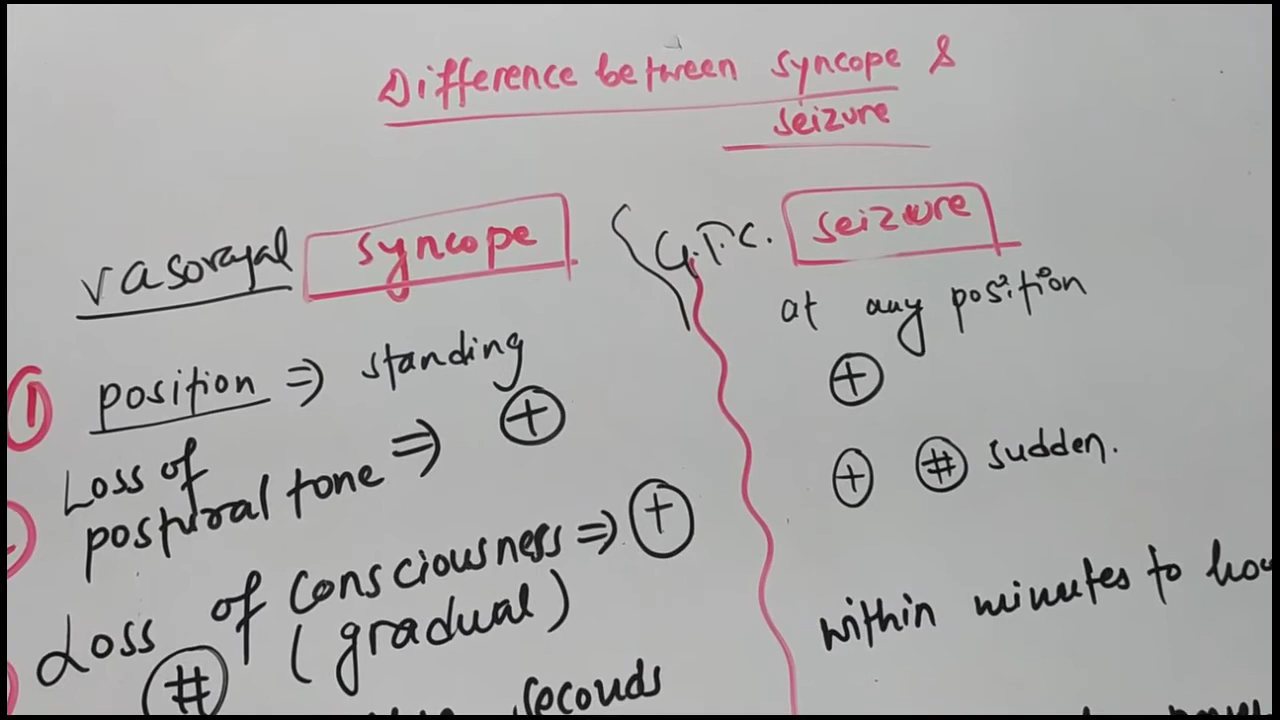 Difference between syncope &
seizure
vasovagal syncope
G.T.C. seizure
① position ⇒ standing
at any position
Loss of
postural tone ⇒ ⊕
⊕
Loss of consciousness ⇒ ⊕
(gradual)
⊕ # sudden.
# seconds
within minutes to